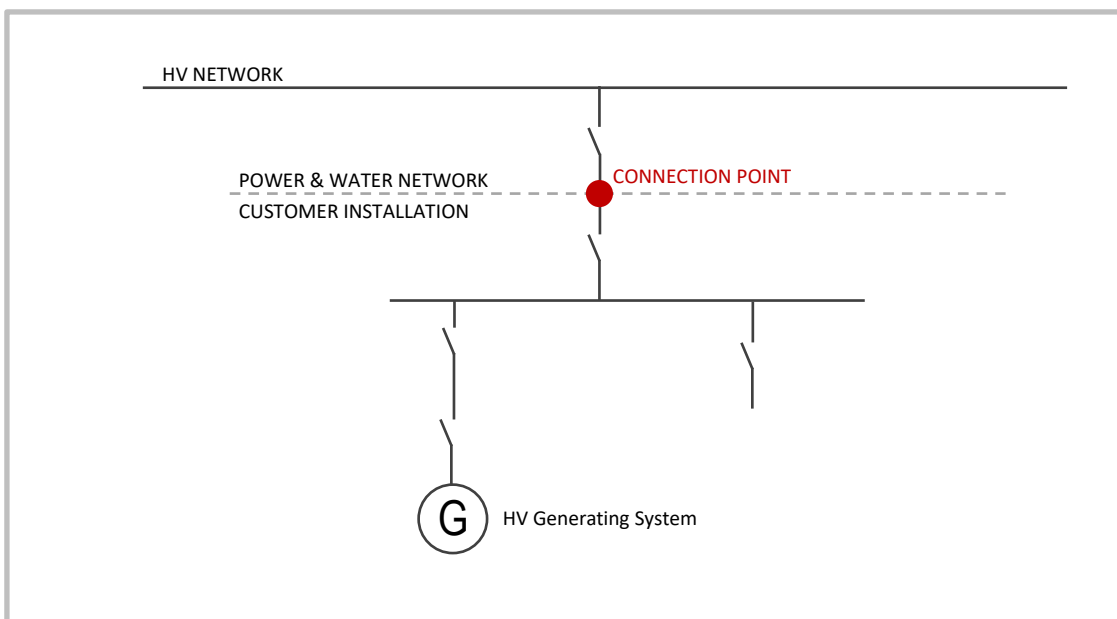 HV NETWORK
POWER & WATER NETWORK
CONNECTION POINT
CUSTOMER INSTALLATION
G
HV Generating System